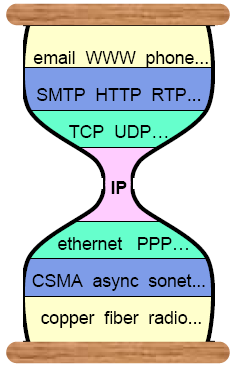 email WWW phone...
SMTP HTTP RTP...
TCP UDP...
IP
ethernet PPP...
CSMA async sonet...
copper fiber radio...